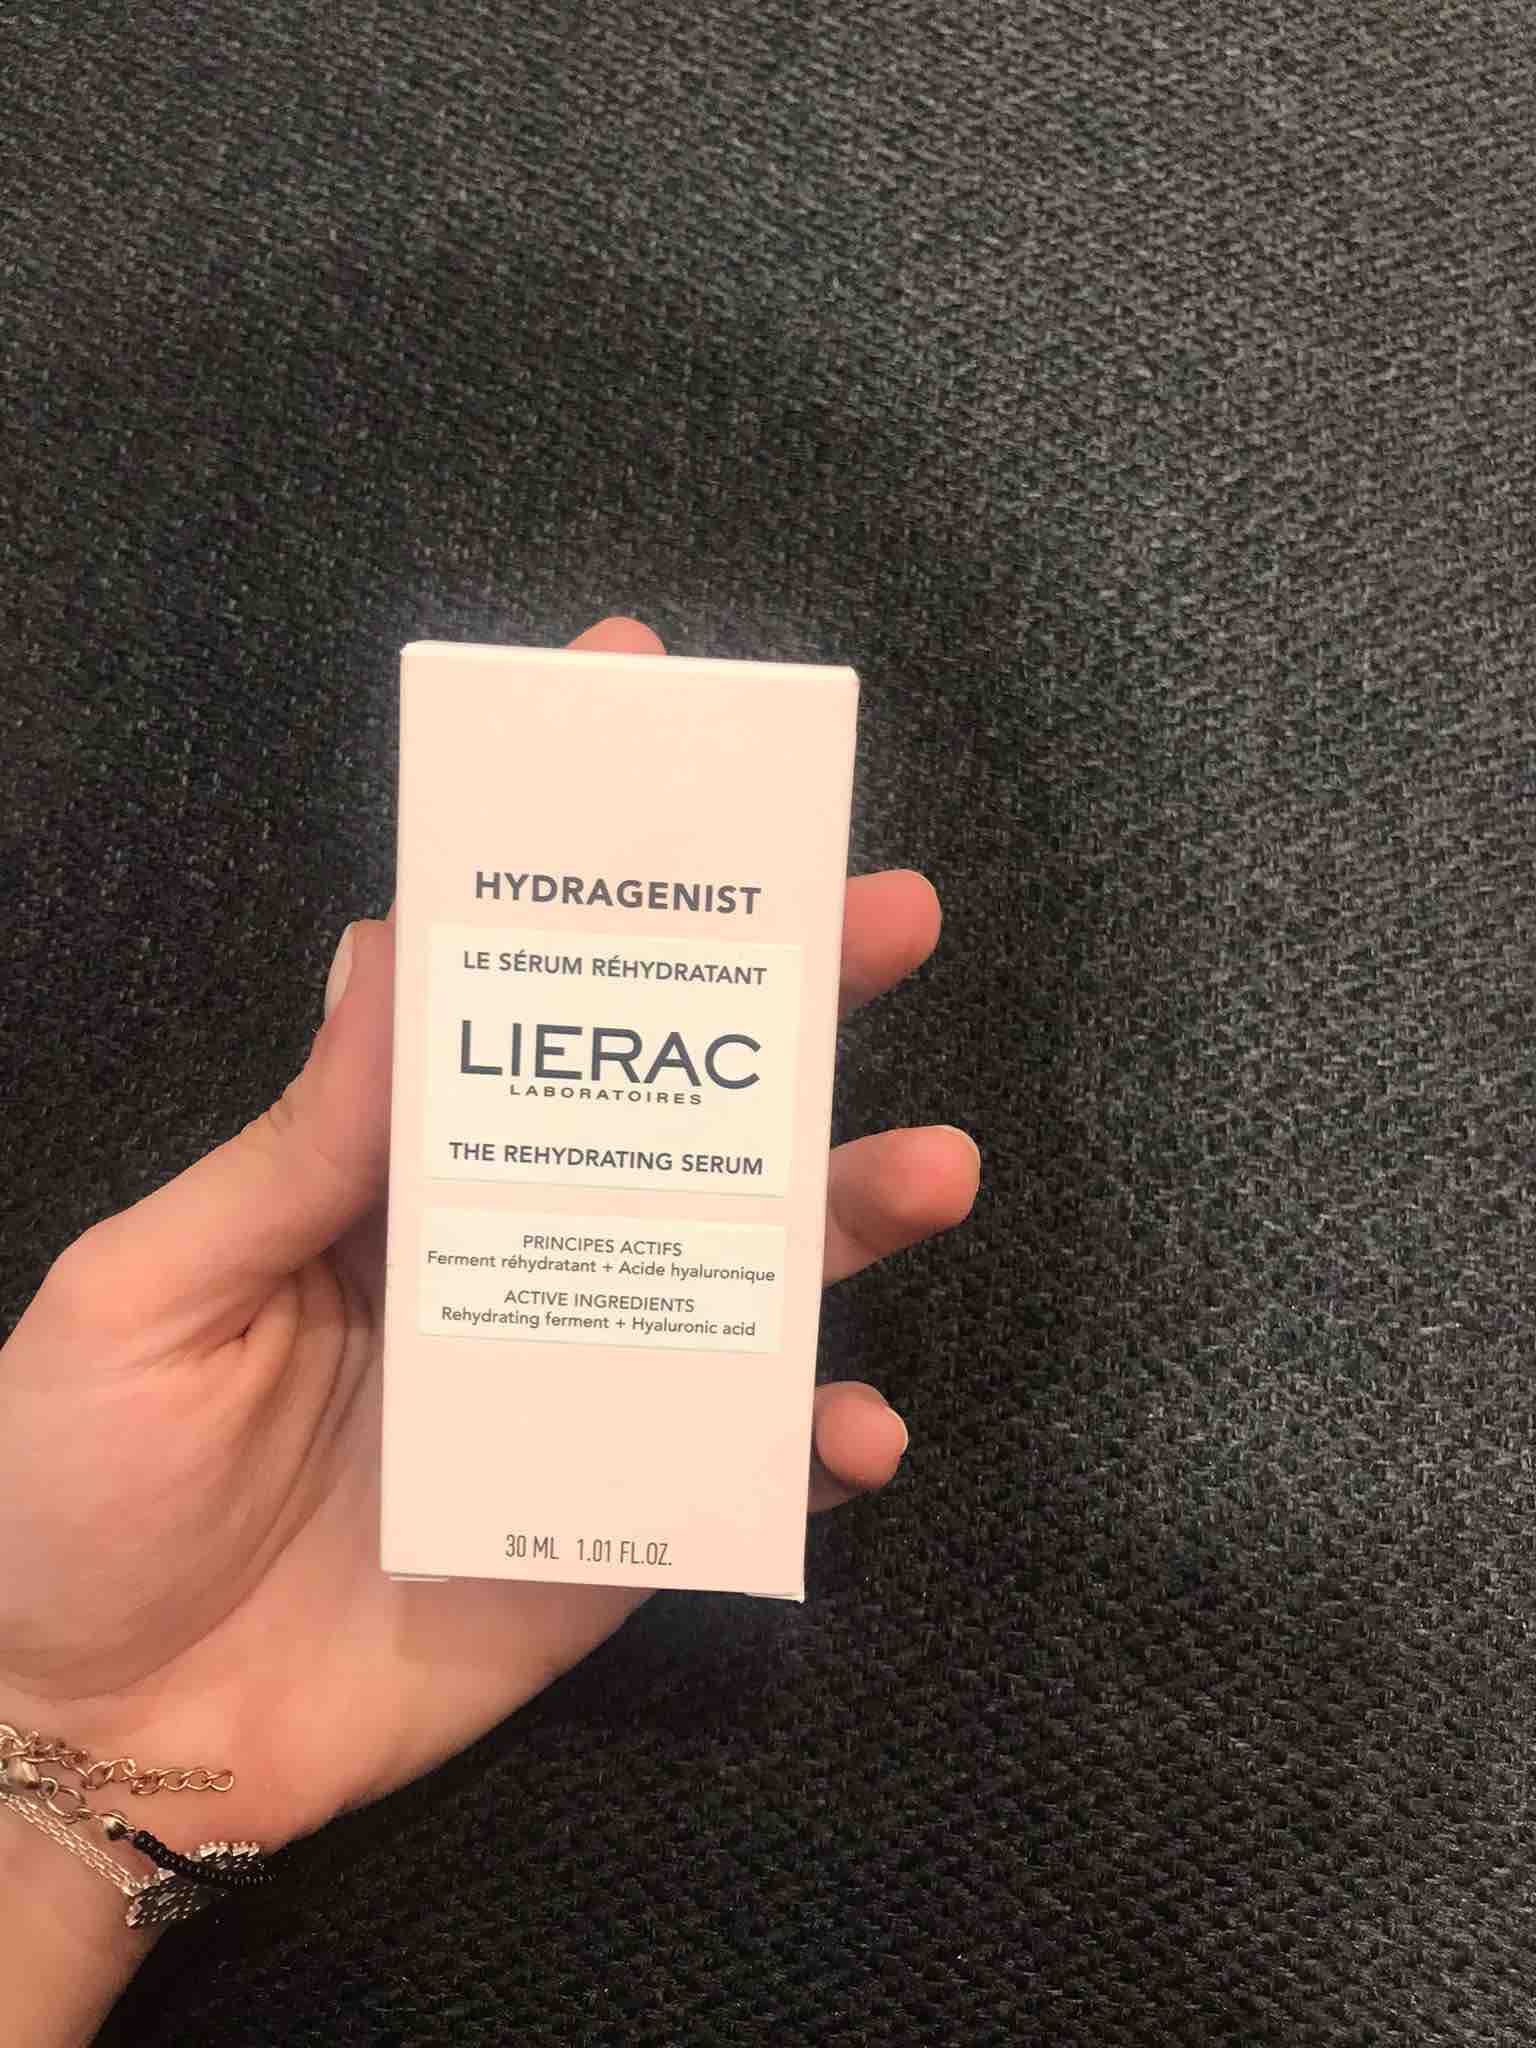 HYDRAGENIST
LE SÉRUM RÉHYDRATANT
LIERAC
LABORATOIRES
THE REHYDRATING SERUM
PRINCIPES ACTIFS
Ferment réhydratant + Acide hyaluronique
ACTIVE INGREDIENTS
Rehydrating ferment + Hyaluronic acid
30 ML 1.01 FL.OZ.